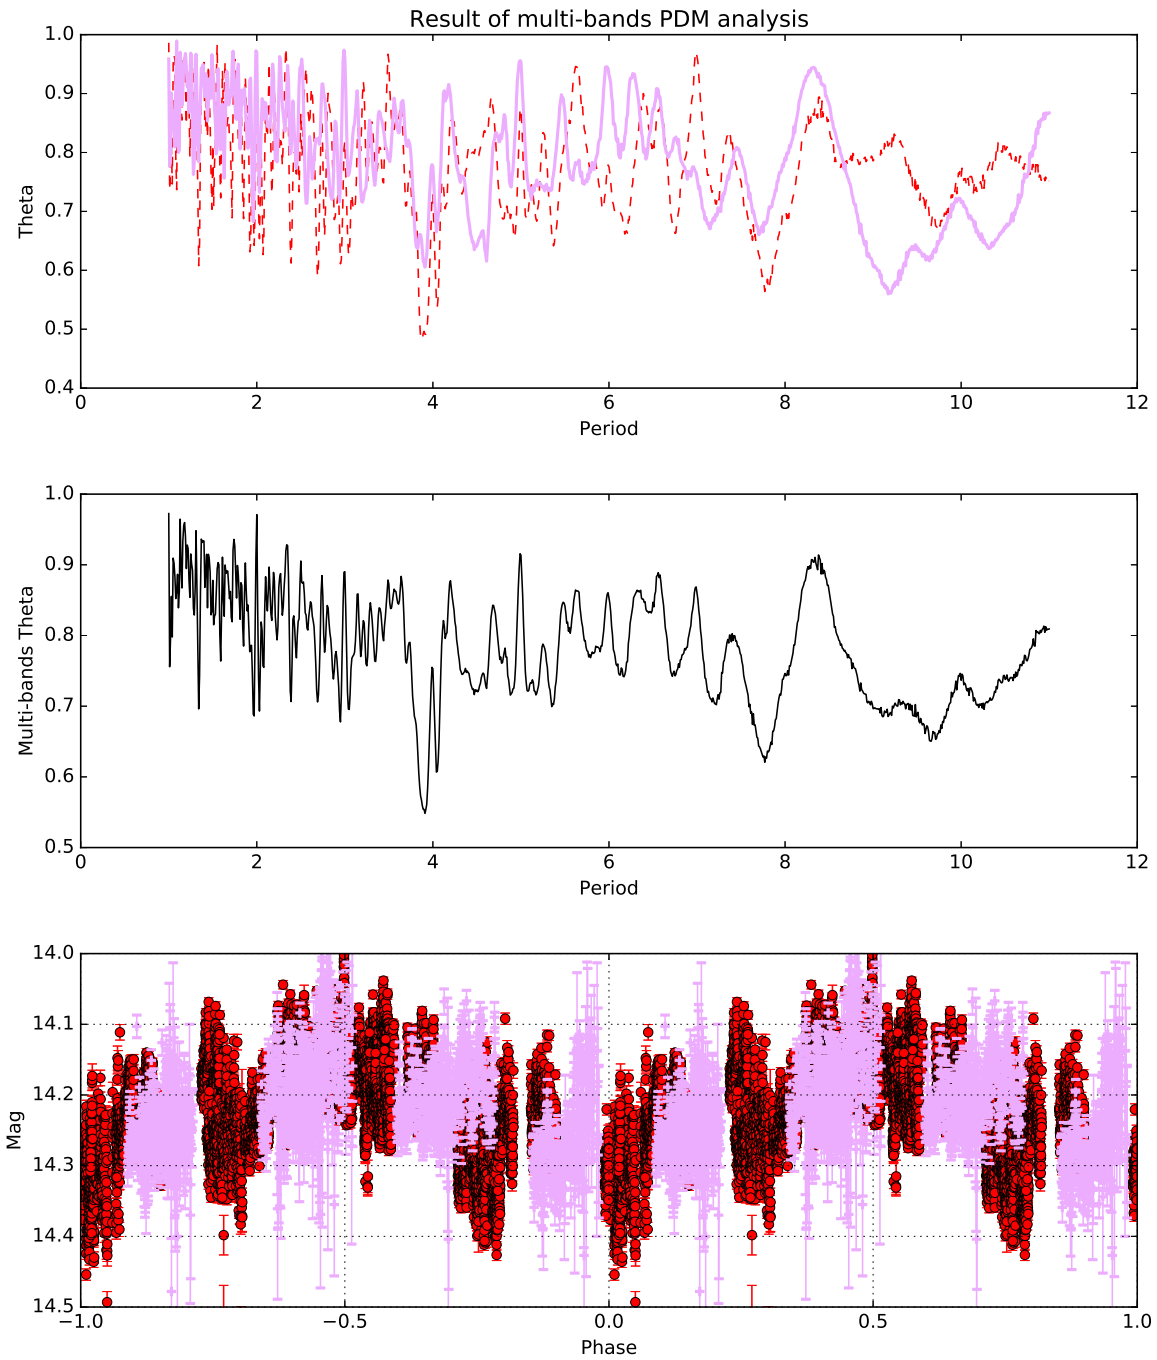 Result of multi-bands PDM analysis
1.0
0.9
0.8
0.7
0.6
0.5
0.4
Theta
0 2 4 6 8 10 12
Period
1.0
0.9
0.8
0.7
0.6
0.5
Multi-bands Theta
0 2 4 6 8 10 12
Period
14.0
14.1
14.2
14.3
14.4
14.5
Mag
−1.0 −0.5 0.0 0.5 1.0
Phase